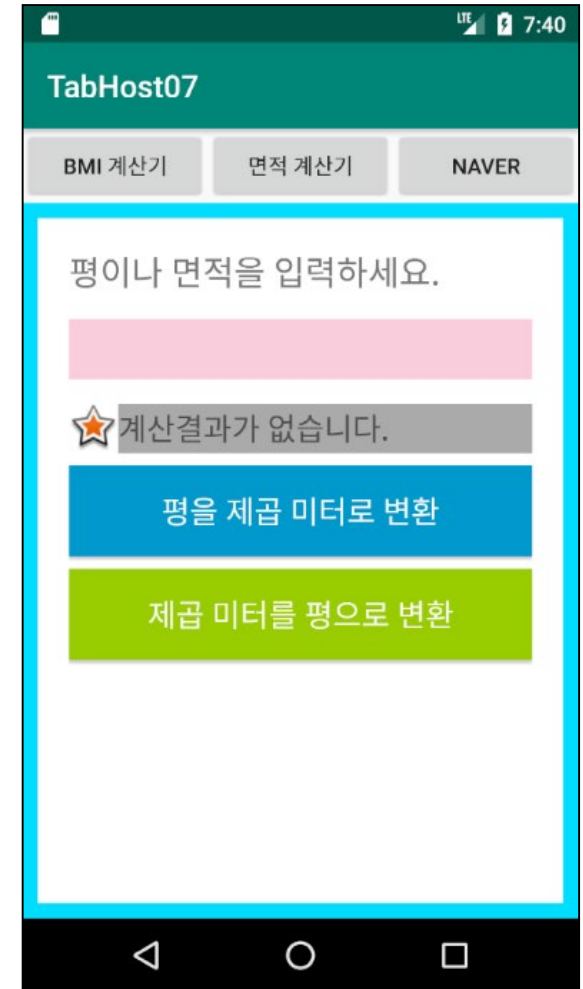 LTE 7:40
TabHost07
BMI 계산기 면적 계산기 NAVER
평이나 면적을 입력하세요.
계산결과가 없습니다.
평을 제곱 미터로 변환
제곱 미터를 평으로 변환